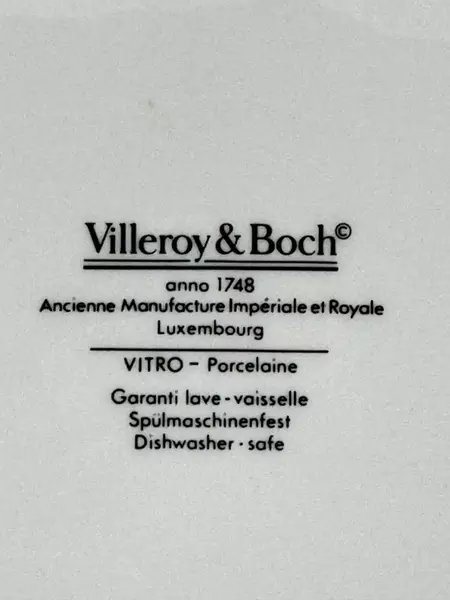 Villeroy & Boch©
anno 1748
Ancienne Manufacture Impériale et Royale
Luxembourg
VITRO – Porcelaine
Garanti lave - vaisselle
Spülmaschinenfest
Dishwasher · safe